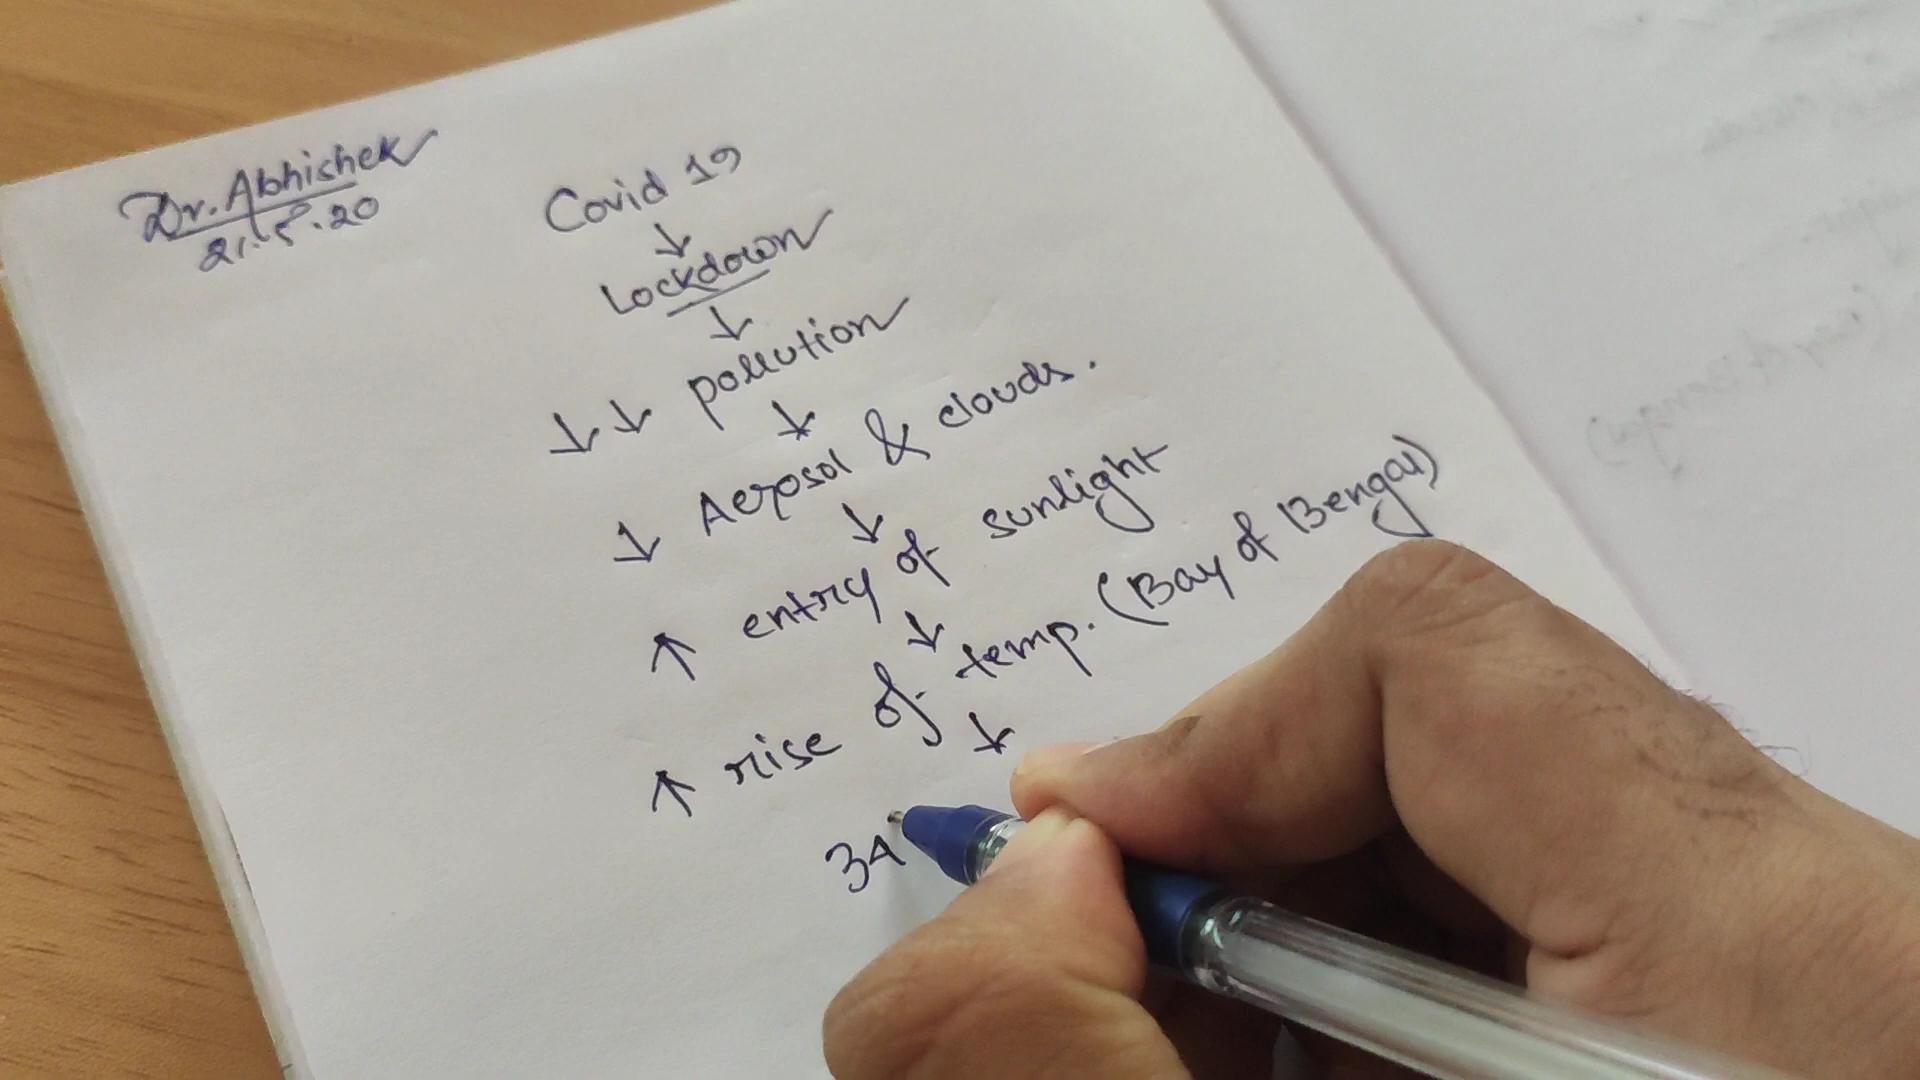 Dr. Abhishek
21.5.20
Covid 19
↓
Lockdown
↓
↓↓ pollution
↓
↓ Aerosol & clouds.
↓
↑ entry of sunlight
↓
↑ rise of temp. (Bay of Bengal)
↓
34